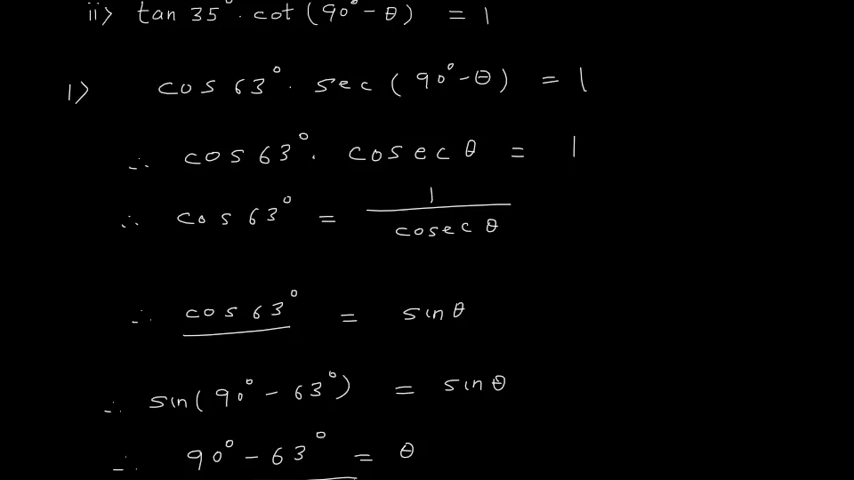 ii> tan 35° . cot (90° - θ) = 1
1> cos 63° . sec (90° - θ) = 1
∴ cos 63° . cosec θ = 1
∴ cos 63° = 1 / cosec θ
∴ cos 63° = sin θ
∴ sin (90° - 63°) = sin θ
∴ 90° - 63° = θ